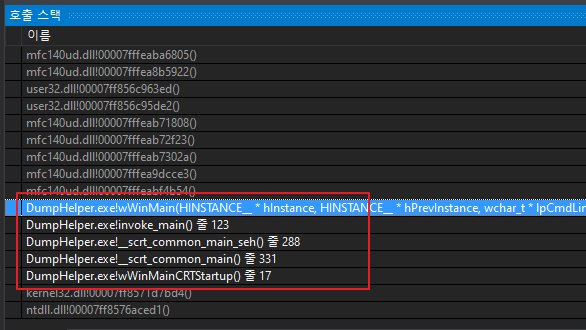 호출 스택
이름
mfc140ud.dll!00007fffeaba6805()
mfc140ud.dll!00007fffea8b5922()
user32.dll!00007ff856c963ed()
user32.dll!00007ff856c95de2()
mfc140ud.dll!00007fffeab71808()
mfc140ud.dll!00007fffeab72f23()
mfc140ud.dll!00007fffeab7302a()
mfc140ud.dll!00007fffea9dcce3()
mfc140ud.dll!00007fffeabf4b54()
DumpHelper.exe!wWinMain(HINSTANCE__ * hInstance, HINSTANCE__ * hPrevInstance, wchar_t * lpCmdLin
DumpHelper.exe!invoke_main() 줄 123
DumpHelper.exe!__scrt_common_main_seh() 줄 288
DumpHelper.exe!__scrt_common_main() 줄 331
DumpHelper.exe!wWinMainCRTStartup() 줄 17
kernel32.dll!00007ff8571d7bd4()
ntdll.dll!00007ff8576aced1()